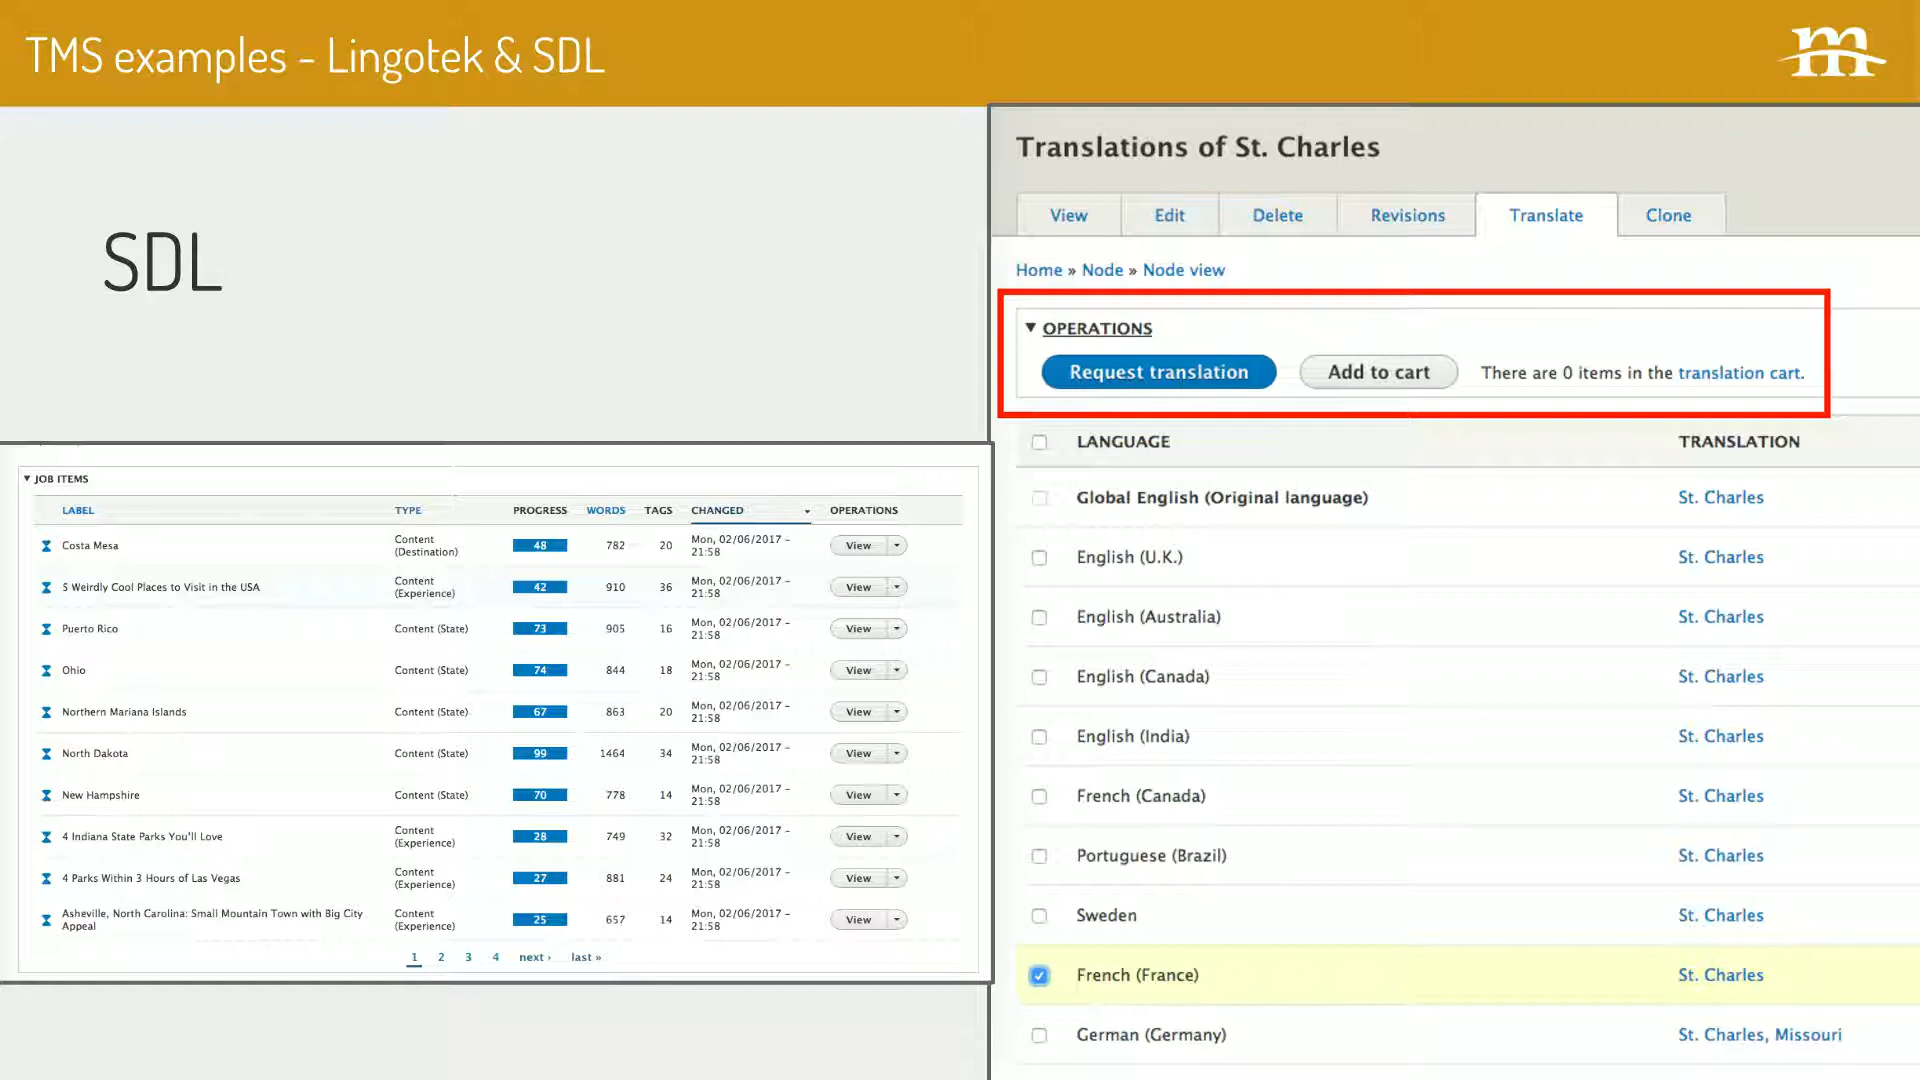 TMS examples - Lingotek & SDL
m
SDL
▼ JOB ITEMS
LABEL TYPE PROGRESS WORDS TAGS CHANGED OPERATIONS
Costa Mesa Content (Destination) 48 782 20 Mon, 02/06/2017 - 21:58 View
5 Weirdly Cool Places to Visit in the USA Content (Experience) 42 910 36 Mon, 02/06/2017 - 21:58 View
Puerto Rico Content (State) 73 905 16 Mon, 02/06/2017 - 21:58 View
Ohio Content (State) 74 844 18 Mon, 02/06/2017 - 21:58 View
Northern Mariana Islands Content (State) 67 863 20 Mon, 02/06/2017 - 21:58 View
North Dakota Content (State) 99 1464 34 Mon, 02/06/2017 - 21:58 View
New Hampshire Content (State) 70 778 14 Mon, 02/06/2017 - 21:58 View
4 Indiana State Parks You'll Love Content (Experience) 28 749 32 Mon, 02/06/2017 - 21:58 View
4 Parks Within 3 Hours of Las Vegas Content (Experience) 27 881 24 Mon, 02/06/2017 - 21:58 View
Asheville, North Carolina: Small Mountain Town with Big City Appeal Content (Experience) 25 657 14 Mon, 02/06/2017 - 21:58 View
1 2 3 4 next › last »
Translations of St. Charles
View Edit Delete Revisions Translate Clone
Home » Node » Node view
▼ OPERATIONS
Request translation Add to cart There are 0 items in the translation cart.
LANGUAGE TRANSLATION
Global English (Original language) St. Charles
English (U.K.) St. Charles
English (Australia) St. Charles
English (Canada) St. Charles
English (India) St. Charles
French (Canada) St. Charles
Portuguese (Brazil) St. Charles
Sweden St. Charles
French (France) St. Charles
German (Germany) St. Charles, Missouri